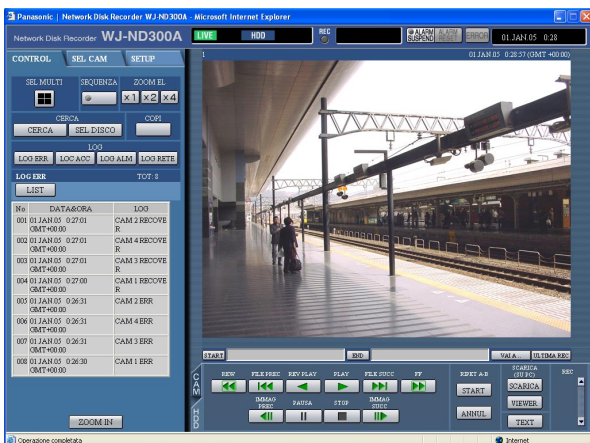 Panasonic | Network Disk Recorder WJ-ND300A - Microsoft Internet Explorer
Network Disk Recorder WJ-ND300A
LIVE HDD REC ALARM SUSPEND ALARM RESET ERROR 01 JAN.05 0:28
CONTROL SEL CAM SETUP
1 01 JAN.05 0:28:57 (GMT +00:00)
SEL MULTI SEQUENZA ZOOM EL
x1 x2 x4
CERCA COPI
CERCA SEL DISCO
LOG
LOG ERR LOG ACC LOG ALM LOG RETE
LOG ERR TOT: 8
LIST
No DATA&ORA LOG
001 01 JAN.05 0:27:01 CAM 2 RECOVE
GMT+00:00 R
002 01 JAN.05 0:27:01 CAM 4 RECOVE
GMT+00:00 R
003 01 JAN.05 0:27:01 CAM 3 RECOVE
GMT+00:00 R
004 01 JAN.05 0:27:00 CAM 1 RECOVE
GMT+00:00 R
005 01 JAN.05 0:26:31 CAM 2 ERR
GMT+00:00
006 01 JAN.05 0:26:31 CAM 4 ERR
GMT+00:00
007 01 JAN.05 0:26:31 CAM 3 ERR
GMT+00:00
008 01 JAN.05 0:26:30 CAM 1 ERR
GMT+00:00
ZOOM IN
START END VAI A... ULTIMA REC
CAM
HDD
REW FILE PREC REV PLAY PLAY FILE SUCC FF RIPET A-B SCARICA (SU PC) REC
START SCARICA
IMMAG PREC PAUSA STOP IMMAG SUCC
VIEWER
ANNUL TEXT
Operazione completata Internet